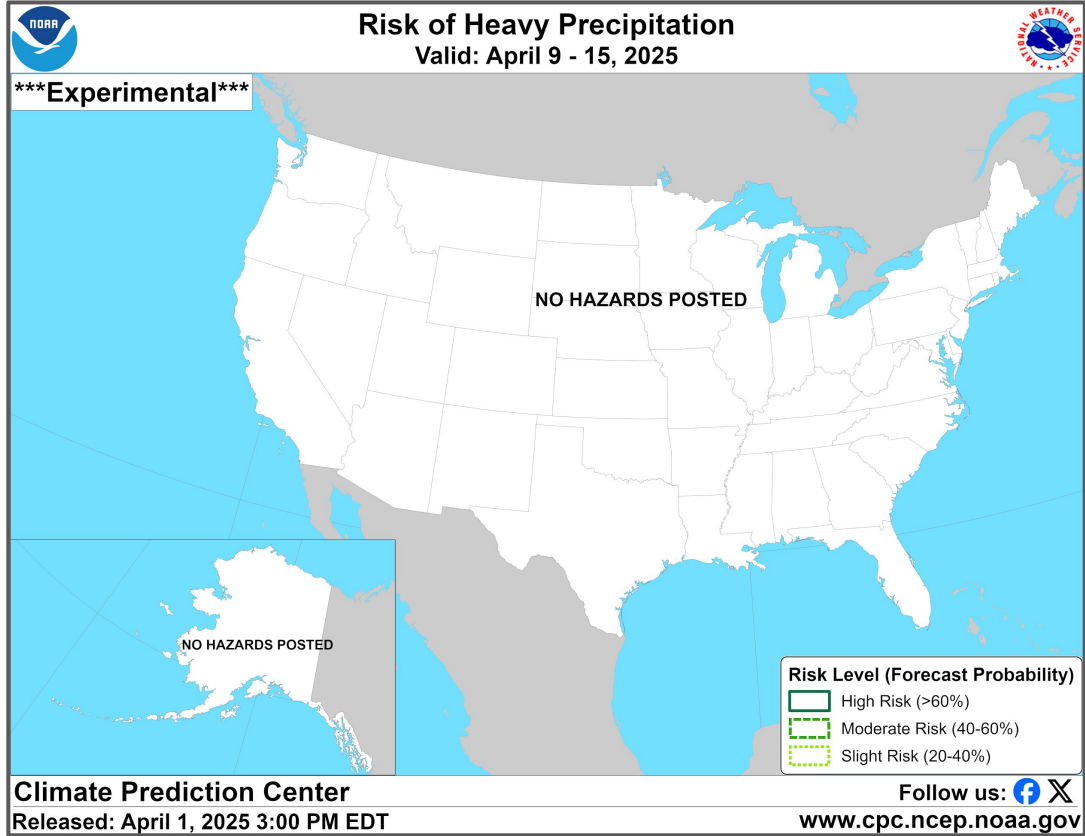 NOAA
Risk of Heavy Precipitation
Valid: April 9 - 15, 2025
NATIONAL WEATHER SERVICE
***Experimental***
NO HAZARDS POSTED
NO HAZARDS POSTED
Risk Level (Forecast Probability)
High Risk (>60%)
Moderate Risk (40-60%)
Slight Risk (20-40%)
Climate Prediction Center
Follow us:
Released: April 1, 2025 3:00 PM EDT
www.cpc.ncep.noaa.gov